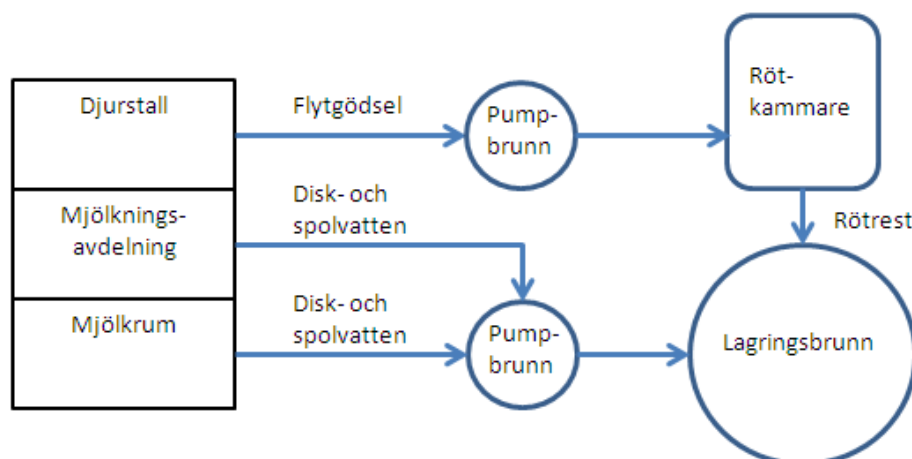 Djurstall
Flytgödsel
Pump-
brunn
Röt-
kammare
Mjölknings-
avdelning
Disk- och
spolvatten
Rötrest
Mjölkrum
Disk- och
spolvatten
Pump-
brunn
Lagringsbrunn